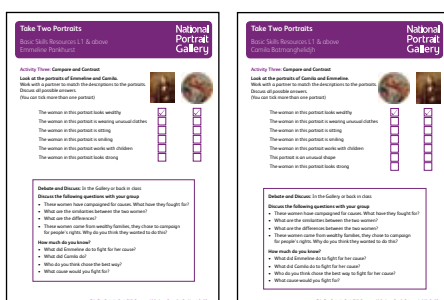 Take Two Portraits
Basic Skills Resources L1 & above
Emmeline Pankhurst
National
Portrait
Gallery
Activity Three: Compare and Contrast
Look at the portraits of Emmeline and Camila.
Work with a partner to match the descriptions to the portraits.
Discuss all possible answers
(You can tick more than one portrait)
The woman in this portrait looks wealthy
The woman in this portrait is wearing unusual clothes
The woman in this portrait is sitting
The woman in this portrait is smiling
The woman in this portrait works with children
The woman in this portrait looks strong
Debate and Discuss: In the Gallery or back in class
Discuss the following questions with your group
• These women have campaigned for causes. What have they fought for?
• What are the similarities between the two women?
• What are the differences?
• These women came from wealthy families, they chose to campaign
for people's rights. Why do you think they wanted to do this?
How much do you know?
• What did Emmeline do to fight for her cause?
• What did Camila do?
• Who do you think chose the best way?
• What cause would you fight for?
Take Two Portraits
Basic Skills Resources L1 & above
Camila Batmanghelidjh
National
Portrait
Gallery
Activity Three: Compare and Contrast
Look at the portraits of Camila and Emmeline.
Work with a partner to match the descriptions to the portraits.
Discuss all possible answers
(You can tick more than one portrait)
The woman in this portrait looks wealthy
The woman in this portrait is wearing unusual clothes
The woman in this portrait is sitting
The woman in this portrait is smiling
The woman in this portrait works with children
This portrait is an unusual shape
The woman in this portrait looks strong
Debate and Discuss: In the Gallery or back in class
Discuss the following questions with your group
• These women have campaigned for causes. What have they fought for?
• What are the similarities between the two women?
• What are the differences between the two women?
• These women came from wealthy families, they chose to campaign
for people's rights. Why do you think they wanted to do this?
How much do you know?
• What did Emmeline do to fight for her cause?
• What did Camila do to fight for her cause?
• Who do you think chose the best way to fight for her cause?
• What cause would you fight for?